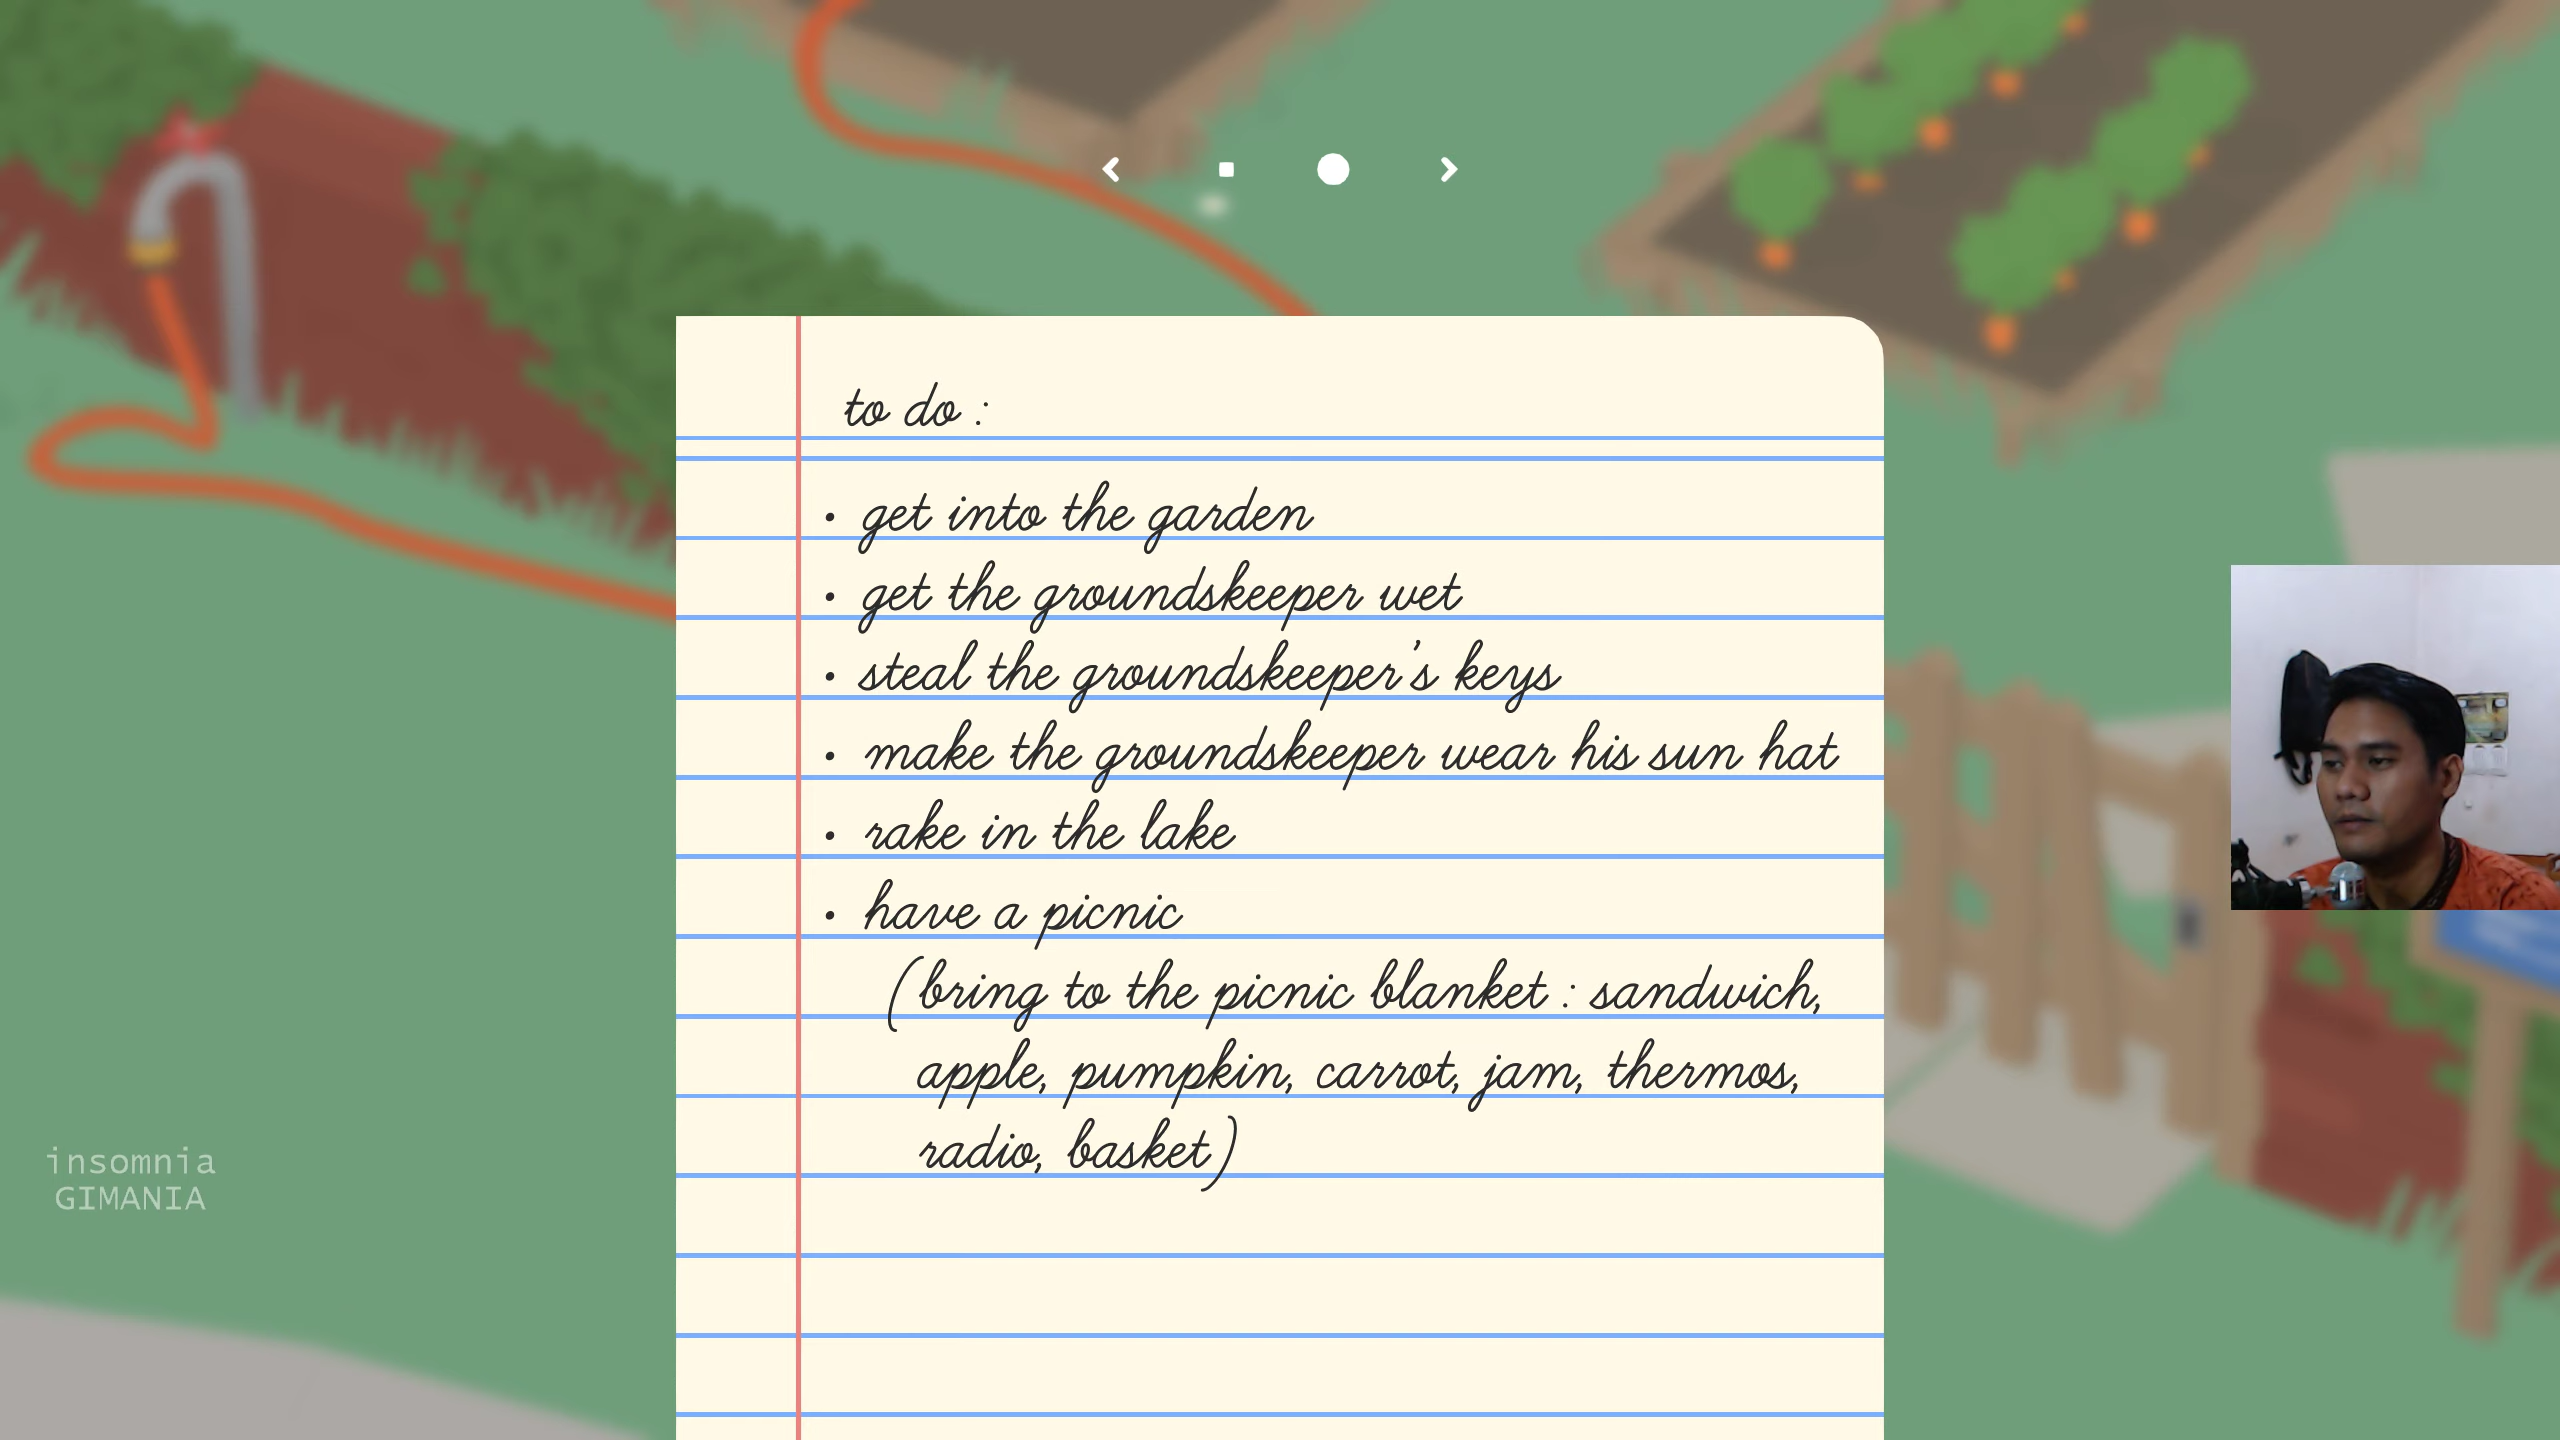 to do :
• get into the garden
• get the groundskeeper wet
• steal the groundskeeper's keys
• make the groundskeeper wear his sun hat
• rake in the lake
• have a picnic
(bring to the picnic blanket : sandwich,
apple, pumpkin, carrot, jam, thermos,
radio, basket)
insomnia
GIMANIA